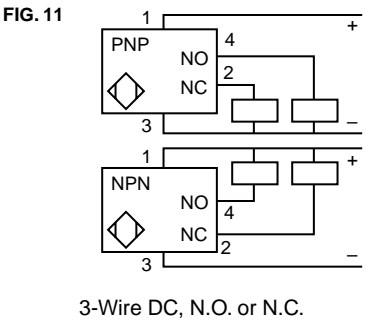 FIG. 11
1
+
PNP
4
NO
2
NC
3
–
1
+
NPN
NO
4
NC
2
3
–
3-Wire DC, N.O. or N.C.